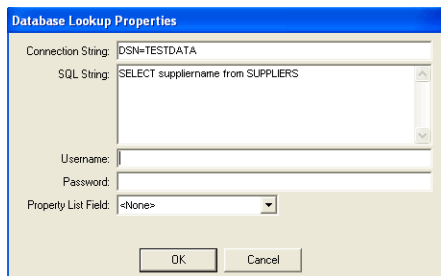 Database Lookup Properties
Connection String: DSN=TESTDATA
SQL String: SELECT suppliername from SUPPLIERS
Username:
Password:
Property List Field: <None>
OK Cancel